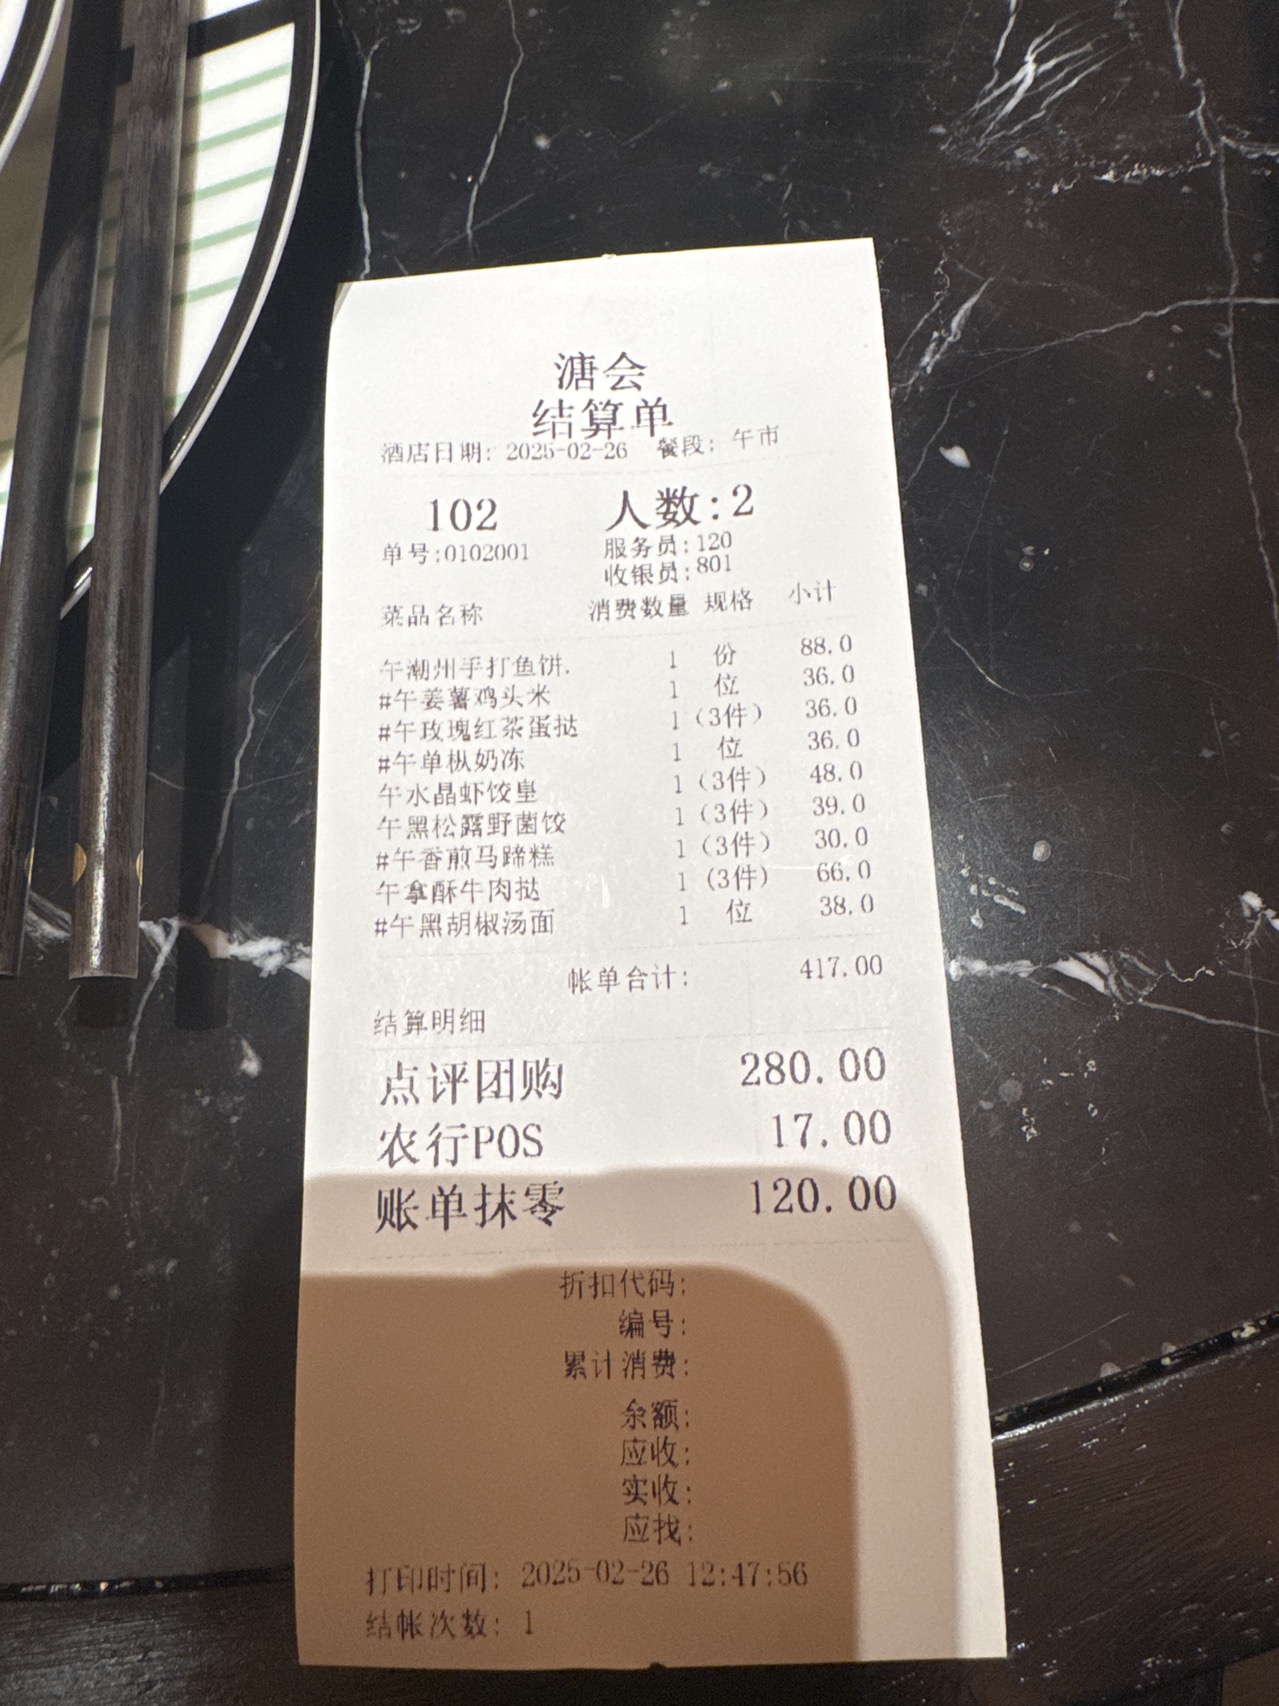 溏会
结算单
酒店日期: 2025-02-26 餐段: 午市
102 人数:2
单号:0102001 服务员:120
收银员:801
菜品名称 消费数量 规格 小计
午潮州手打鱼饼. 1 份 88.0
#午姜薯鸡头米 1 位 36.0
#午玫瑰红茶蛋挞 1 (3件) 36.0
#午单枞奶冻 1 位 36.0
午水晶虾饺皇 1 (3件) 48.0
午黑松露野菌饺 1 (3件) 39.0
#午香煎马蹄糕 1 (3件) 30.0
午拿酥牛肉挞 1 (3件) 66.0
#午黑胡椒汤面 1 位 38.0
帐单合计: 417.00
结算明细
点评团购 280.00
农行POS 17.00
账单抹零 120.00
折扣代码:
编号:
累计消费:
余额:
应收:
实收:
应找:
打印时间: 2025-02-26 12:47:56
结帐次数: 1